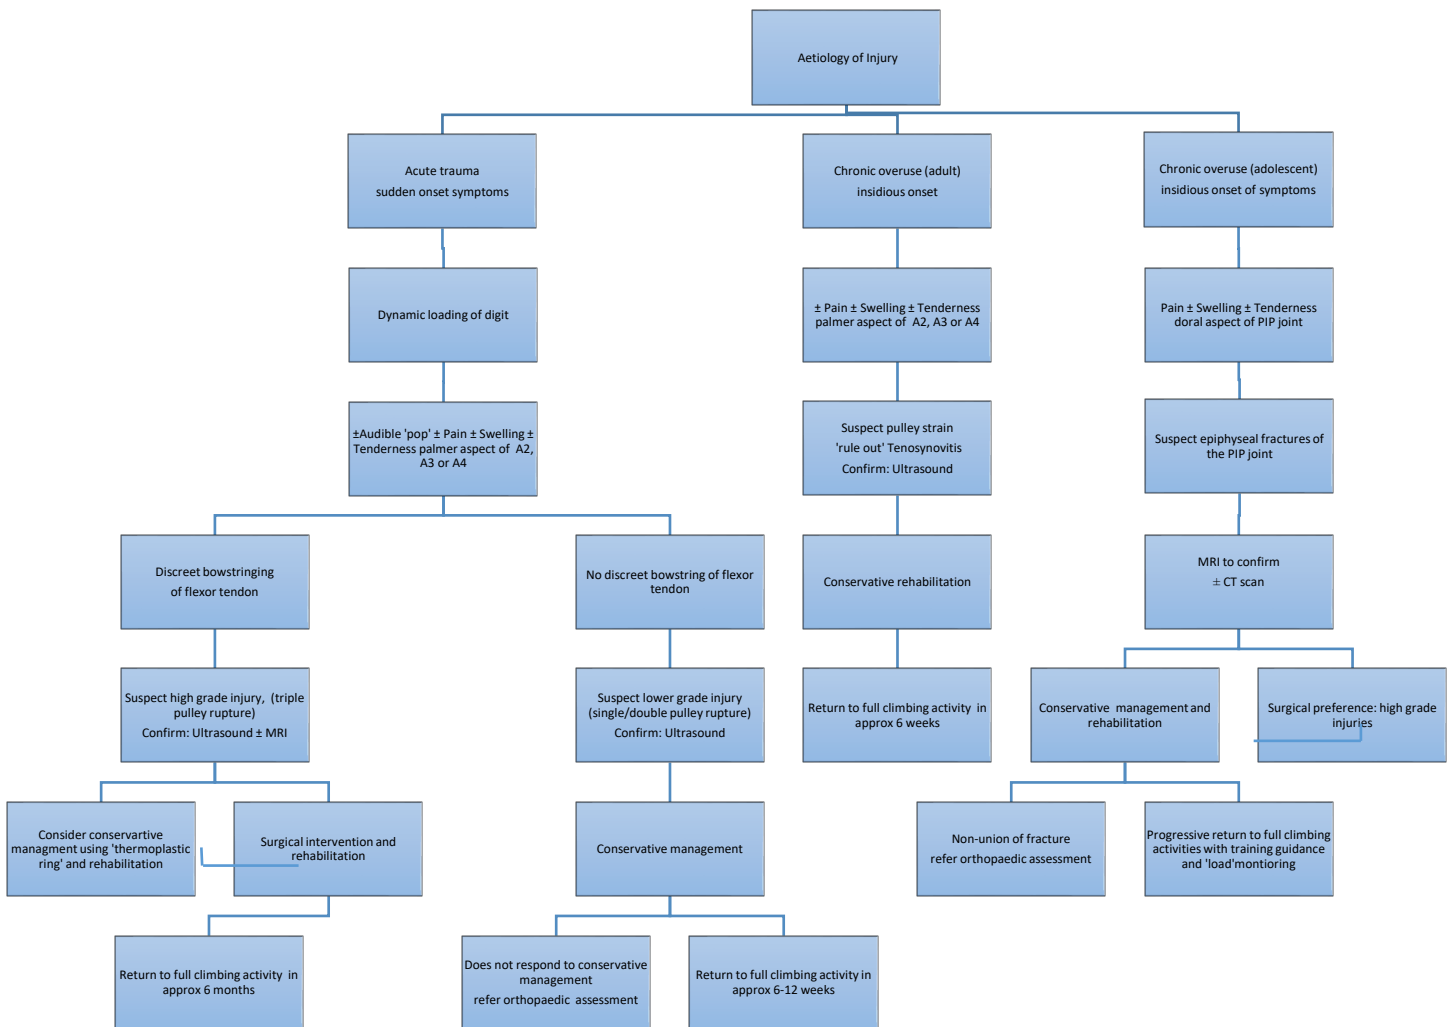 Aetiology of Injury
Acute trauma
sudden onset symptoms
Chronic overuse (adult)
insidious onset
Chronic overuse (adolescent)
insidious onset of symptoms
Dynamic loading of digit
± Pain ± Swelling ± Tenderness
palmer aspect of A2, A3 or A4
Pain ± Swelling ± Tenderness
doral aspect of PIP joint
±Audible 'pop' ± Pain ± Swelling ±
Tenderness palmer aspect of A2,
A3 or A4
Suspect pulley strain
'rule out' Tenosynovitis
Confirm: Ultrasound
Suspect epiphyseal fractures of
the PIP joint
Discreet bowstringing
of flexor tendon
No discreet bowstring of flexor
tendon
Conservative rehabilitation
MRI to confirm
± CT scan
Suspect high grade injury, (triple
pulley rupture)
Confirm: Ultrasound ± MRI
Suspect lower grade injury
(single/double pulley rupture)
Confirm: Ultrasound
Return to full climbing activity in
approx 6 weeks
Conservative management and
rehabilitation
Surgical preference: high grade
injuries
Consider conservartive
managment using 'thermoplastic
ring' and rehabilitation
Surgical intervention and
rehabilitation
Conservative management
Non-union of fracture
refer orthopaedic assessment
Progressive return to full climbing
activities with training guidance
and 'load'montioring
Return to full climbing activity in
approx 6 months
Does not respond to conservative
management
refer orthopaedic assessment
Return to full climbing activity in
approx 6-12 weeks